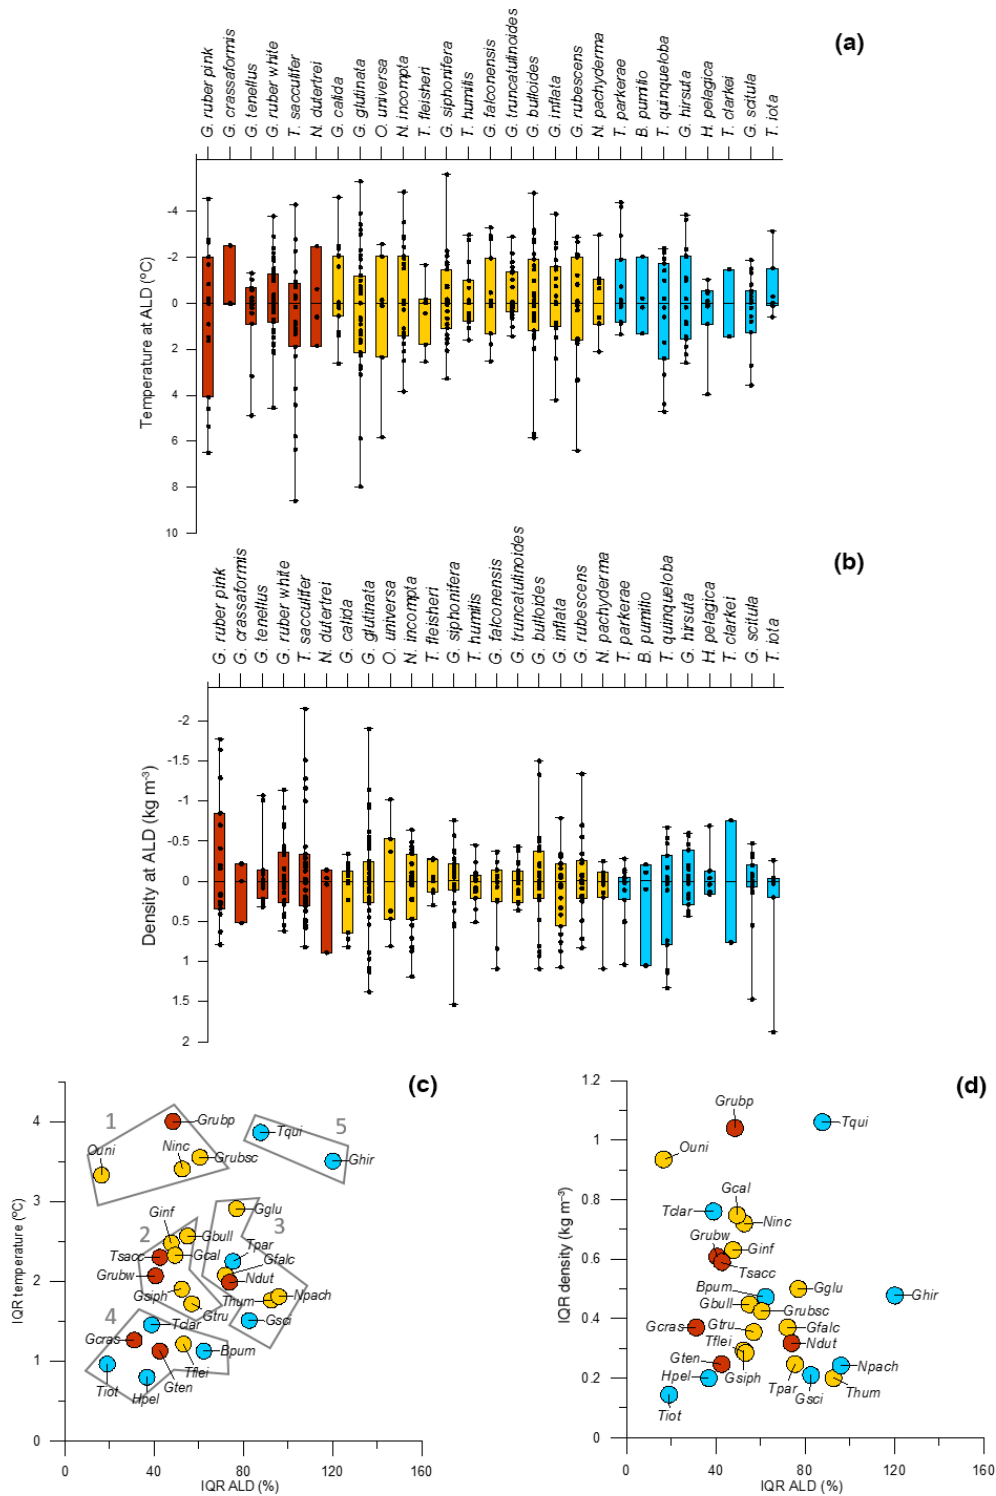 (a)
G. ruber pink
G. crassaformis
G. tenellus
G. ruber white
T. sacculifer
N. dutertrei
G. calida
G. glutinata
O. universa
N. incompta
T. fleisheri
G. siphonifera
T. humilis
G. falconensis
G. truncatulinoides
G. bulloides
G. inflata
G. rubescens
N. pachyderma
T. parkerae
B. pumilio
T. quinqueloba
G. hirsuta
H. pelagica
T. clarkei
G. scitula
T. iota
Temperature at ALD (ºC)
-4
-2
0
2
4
6
8
10
(b)
G. ruber pink
G. crassaformis
G. tenellus
G. ruber white
T. sacculifer
N. dutertrei
G. calida
G. glutinata
O. universa
N. incompta
T. fleisheri
G. siphonifera
T. humilis
G. falconensis
G. truncatulinoides
G. bulloides
G. inflata
G. rubescens
N. pachyderma
T. parkerae
B. pumilio
T. quinqueloba
G. hirsuta
H. pelagica
T. clarkei
G. scitula
T. iota
Density at ALD (kg m⁻³)
-2
-1.5
-1
-0.5
0
0.5
1
1.5
2
(c)
IQR temperature (ºC)
4
3
2
1
0
1
Grubp
Ouni
Ninc
Grubsc
5
Tqui
Ghir
Ginf
2
Gbull
Tsacc
Gcal
Grubw
Gsiph
Gtru
Gglu
3
Tpar
Gfalc
Ndut
Thum
Npach
Gsci
4
Tclar
Gcras
Tflei
Bpum
Tiot
Hpel
Gten
0
40
80
120
160
IQR ALD (%)
(d)
IQR density (kg m⁻³)
1.2
1
0.8
0.6
0.4
0.2
0
Grubp
Tqui
Ouni
Gcal
Tclar
Ninc
Grubw
Ginf
Tsacc
Bpum
Gglu
Ghir
Gbull
Grubsc
Gcras
Gtru
Gfalc
Tflei
Ndut
Gten
Hpel
Gsiph
Npach
Tpar
Thum
Gsci
Tiot
0
40
80
120
160
IQR ALD (%)